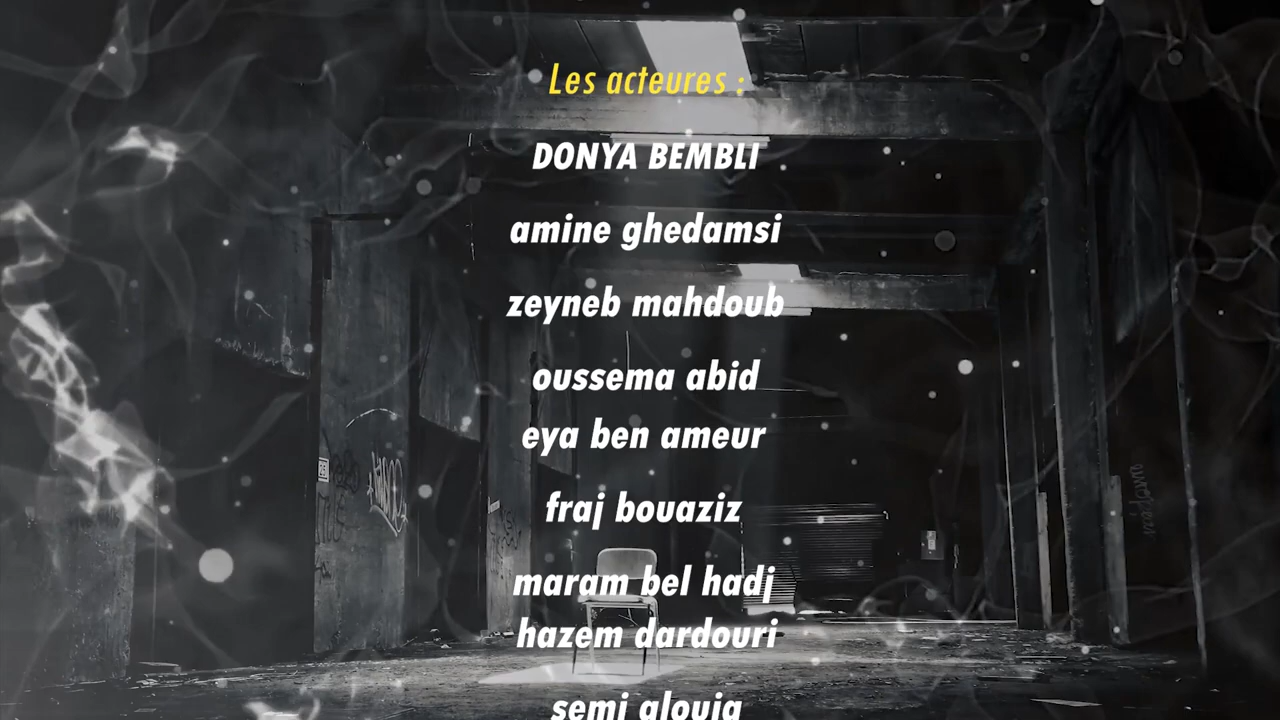 Les acteures :
DONYA BEMBLI
amine ghedamsi
zeyneb mahdoub
oussema abid
eya ben ameur
fraj bouaziz
maram bel hadj
hazem dardouri
semi alouia